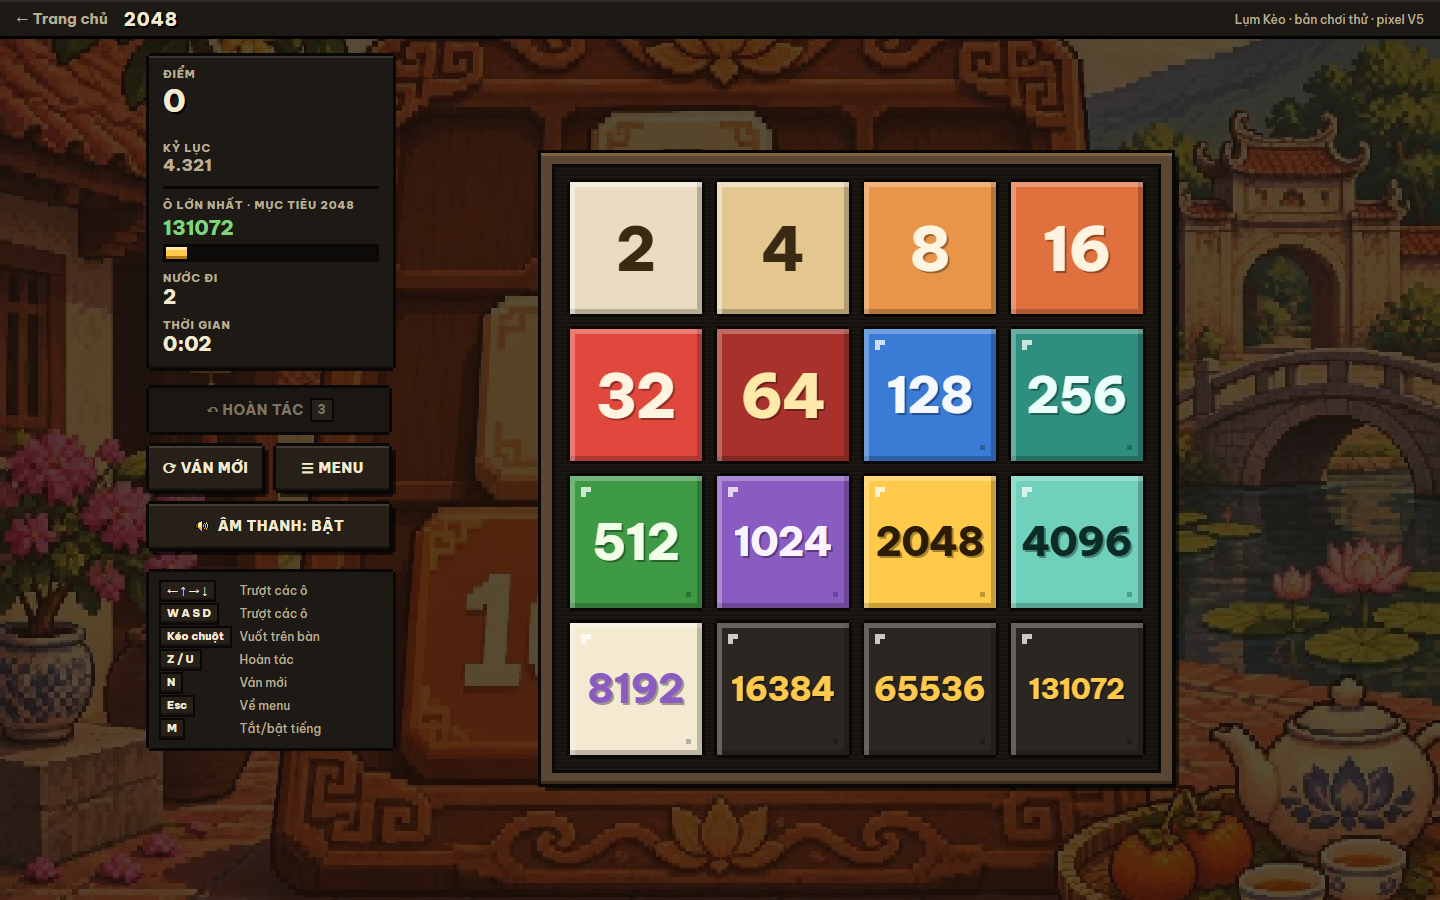 ← Trang chủ 2048
Lụm Kèo · bản chơi thử · pixel V5
ĐIỂM
0
KỶ LỤC
4.321
Ô LỚN NHẤT · MỤC TIÊU 2048
131072
NƯỚC ĐI
2
THỜI GIAN
0:02
↶ HOÀN TÁC 3
⟳ VÁN MỚI
☰ MENU
🔊 ÂM THANH: BẬT
←↑→↓ Trượt các ô
W A S D Trượt các ô
Kéo chuột Vuốt trên bàn
Z / U Hoàn tác
N Ván mới
Esc Về menu
M Tắt/bật tiếng
2 4 8 16
32 64 128 256
512 1024 2048 4096
8192 16384 65536 131072